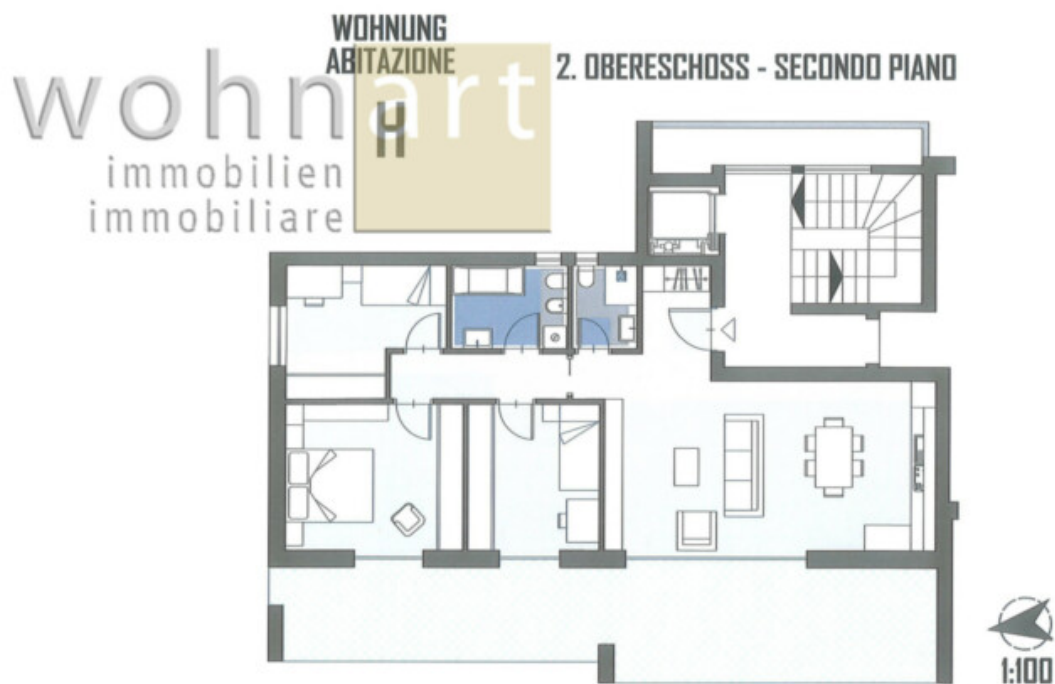 WOHNUNG
ABITAZIONE
H
2. OBERESCHOSS - SECONDO PIANO
wohnart
immobilien
immobiliare
1:100